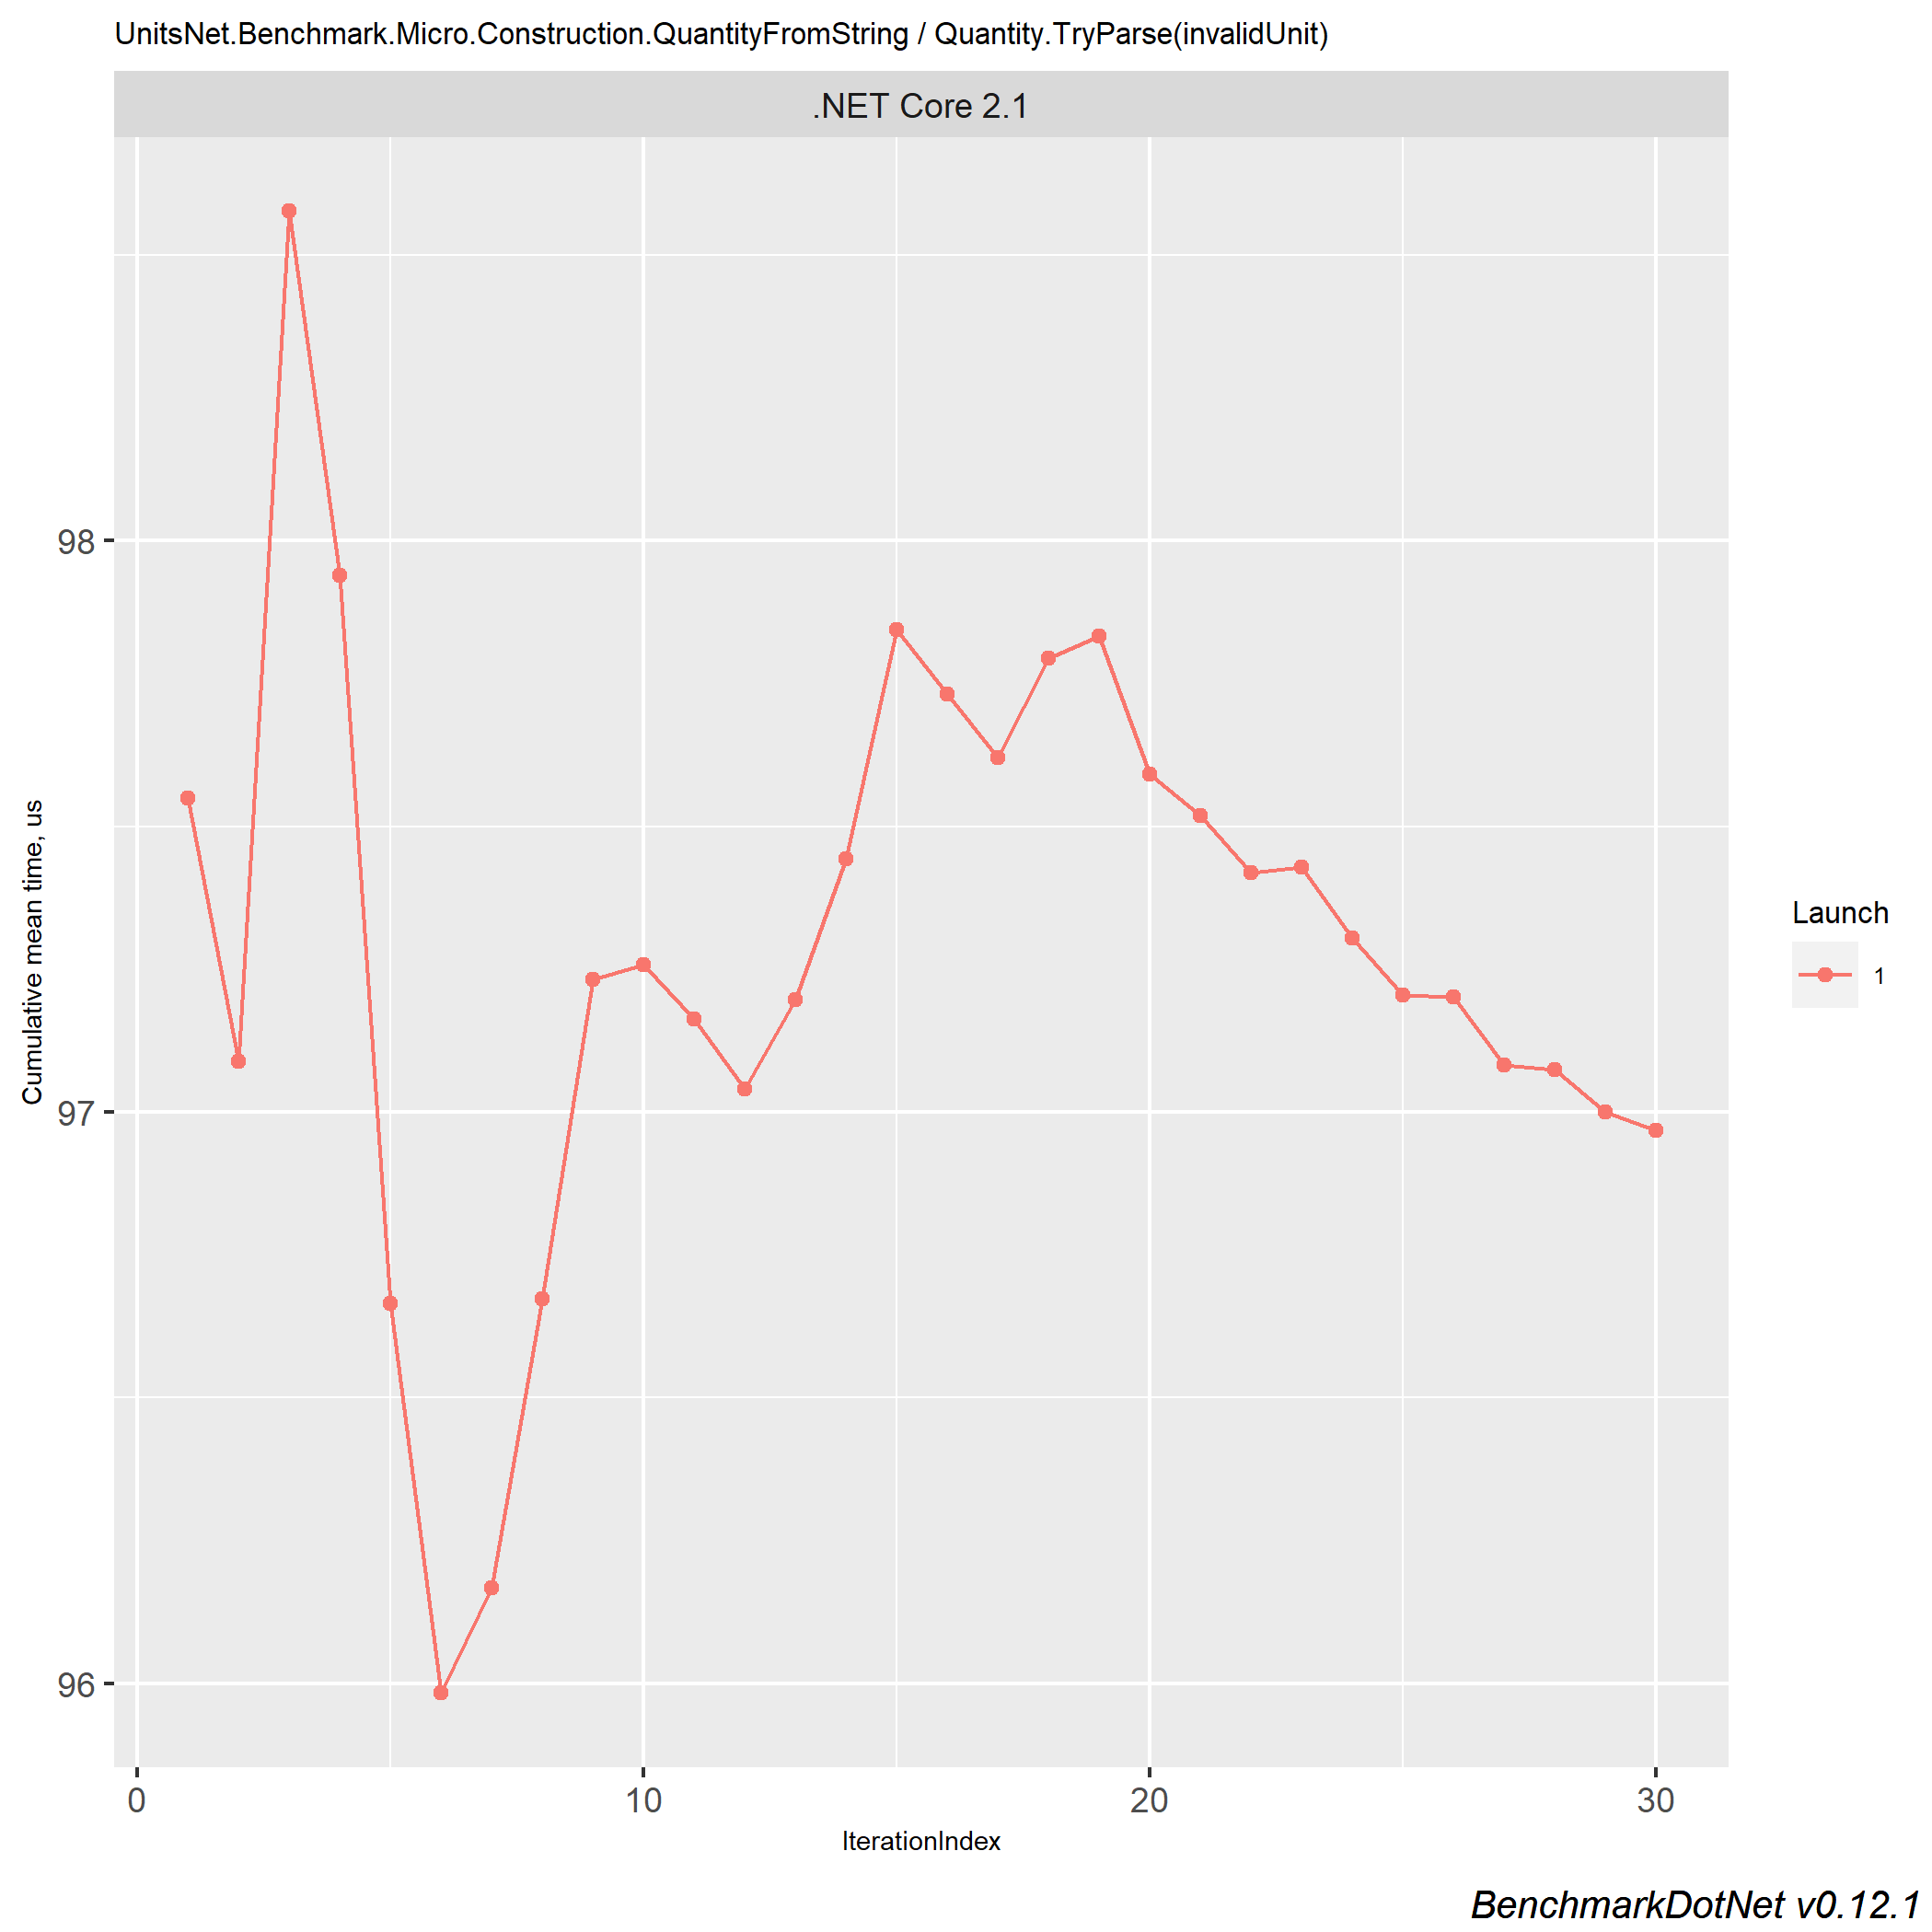 UnitsNet.Benchmark.Micro.Construction.QuantityFromString / Quantity.TryParse(invalidUnit)
.NET Core 2.1
98
97
96
Cumulative mean time, us
0 10 20 30
IterationIndex
Launch
1
BenchmarkDotNet v0.12.1